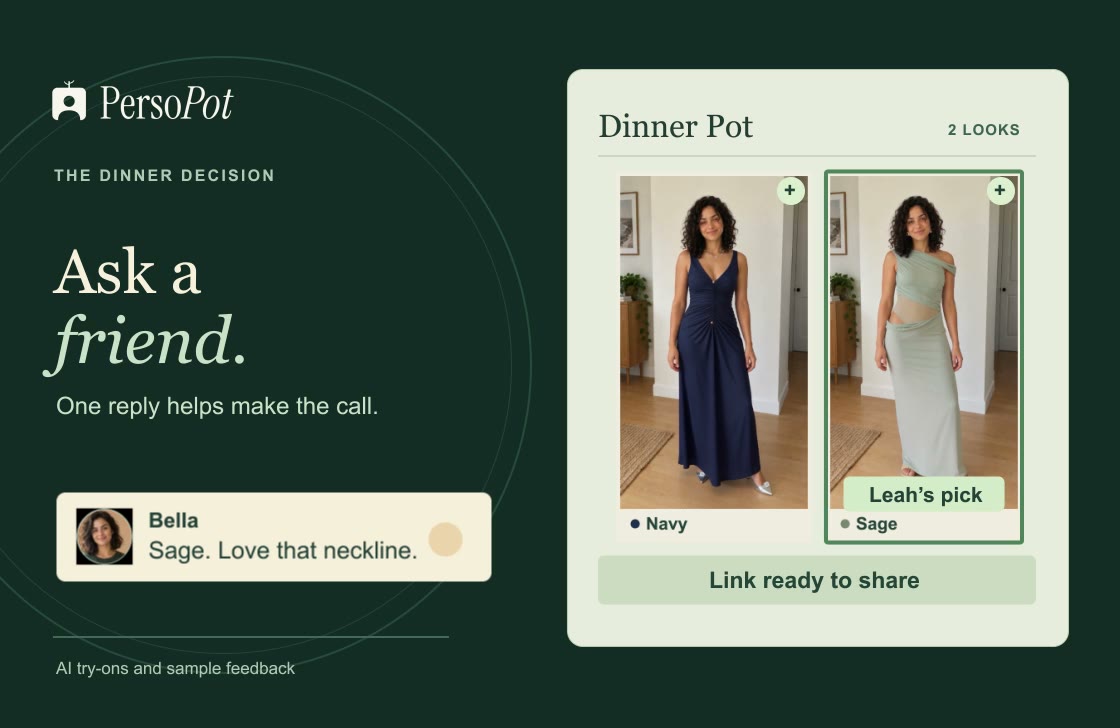 PersoPot
THE DINNER DECISION
Ask a
friend.
One reply helps make the call.
Bella
Sage. Love that neckline.
AI try-ons and sample feedback
Dinner Pot
2 LOOKS
+
+
Leah’s pick
Navy
Sage
Link ready to share